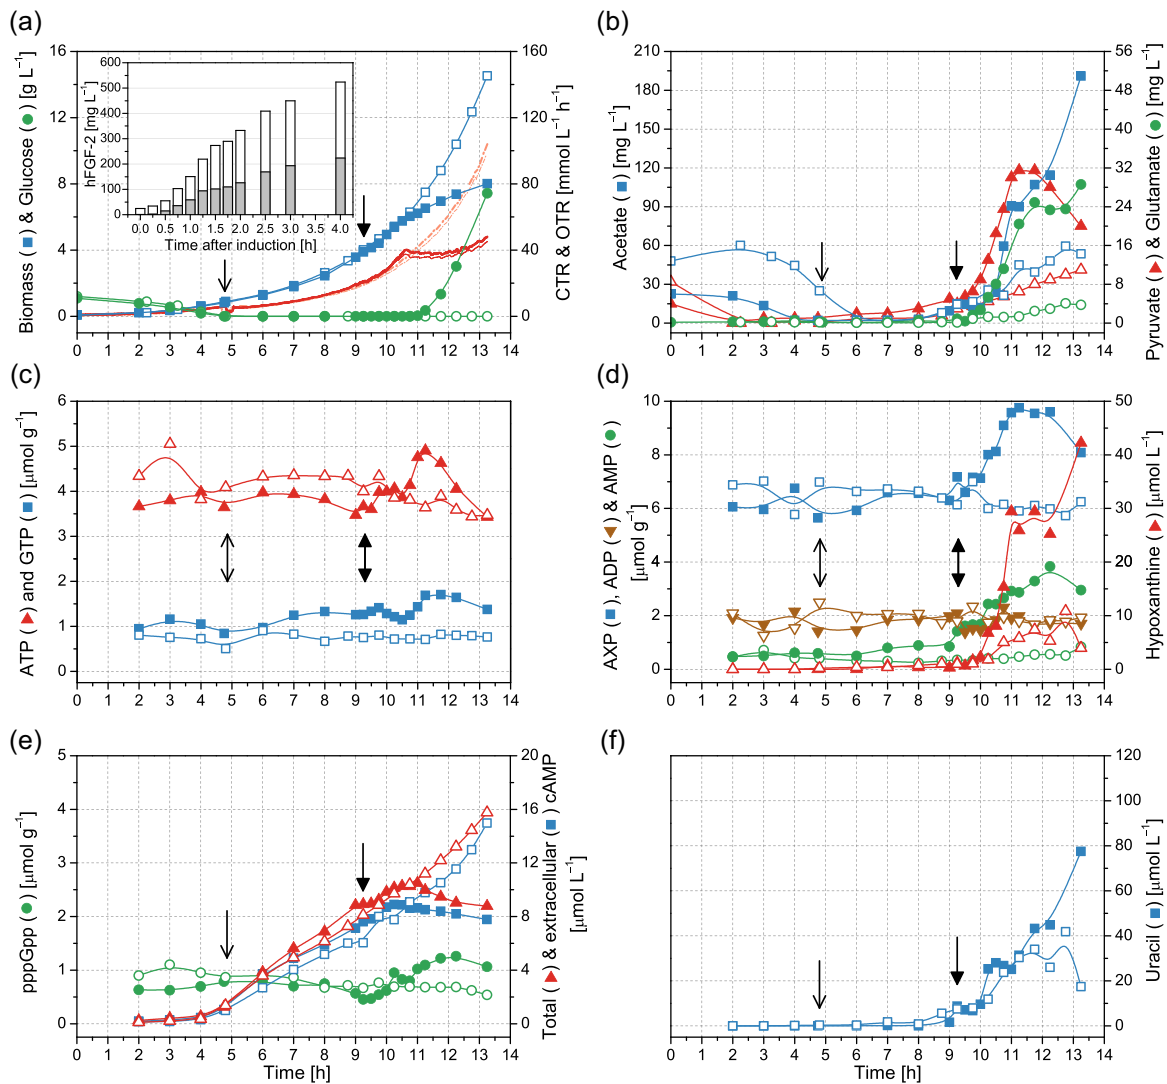 (a)
Biomass (■) & Glucose (●) [g L⁻¹]
16
12
8
4
0
160
120
80
40
0
CTR & OTR [mmol L⁻¹ h⁻¹]
hFGF-2 [mg L⁻¹]
600
500
400
300
200
100
0
0.0 0.5 1.0 1.5 2.0 2.5 3.0 3.5 4.0
Time after induction [h]
0 1 2 3 4 5 6 7 8 9 10 11 12 13 14
(b)
Acetate (■) [mg L⁻¹]
210
180
150
120
90
60
30
0
56
48
40
32
24
16
8
0
Pyruvate (▲) & Glutamate (●) [mg L⁻¹]
0 1 2 3 4 5 6 7 8 9 10 11 12 13 14
(c)
ATP (▲) and GTP (■) [µmol g⁻¹]
6
5
4
3
2
1
0
0 1 2 3 4 5 6 7 8 9 10 11 12 13 14
(d)
AXP (■), ADP (▼) & AMP (●)
[µmol g⁻¹]
10
8
6
4
2
0
50
40
30
20
10
0
Hypoxanthine (▲) [µmol L⁻¹]
0 1 2 3 4 5 6 7 8 9 10 11 12 13 14
(e)
pppGpp (●) [µmol g⁻¹]
5
4
3
2
1
0
20
16
12
8
4
0
Total (▲) & extracellular (■) cAMP
[µmol L⁻¹]
0 1 2 3 4 5 6 7 8 9 10 11 12 13 14
Time [h]
(f)
120
100
80
60
40
20
0
Uracil (■) [µmol L⁻¹]
0 1 2 3 4 5 6 7 8 9 10 11 12 13 14
Time [h]